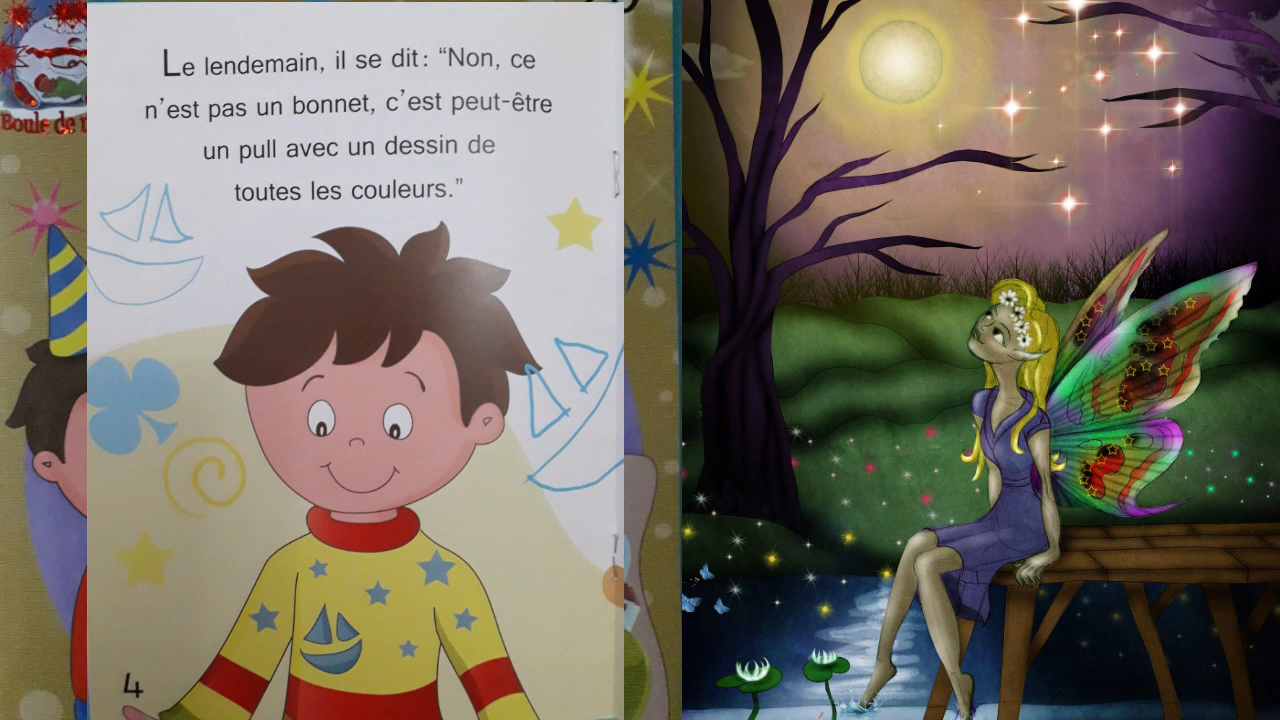 Le lendemain, il se dit: “Non, ce
n’est pas un bonnet, c’est peut-être
un pull avec un dessin de
toutes les couleurs.”
4
Boule de